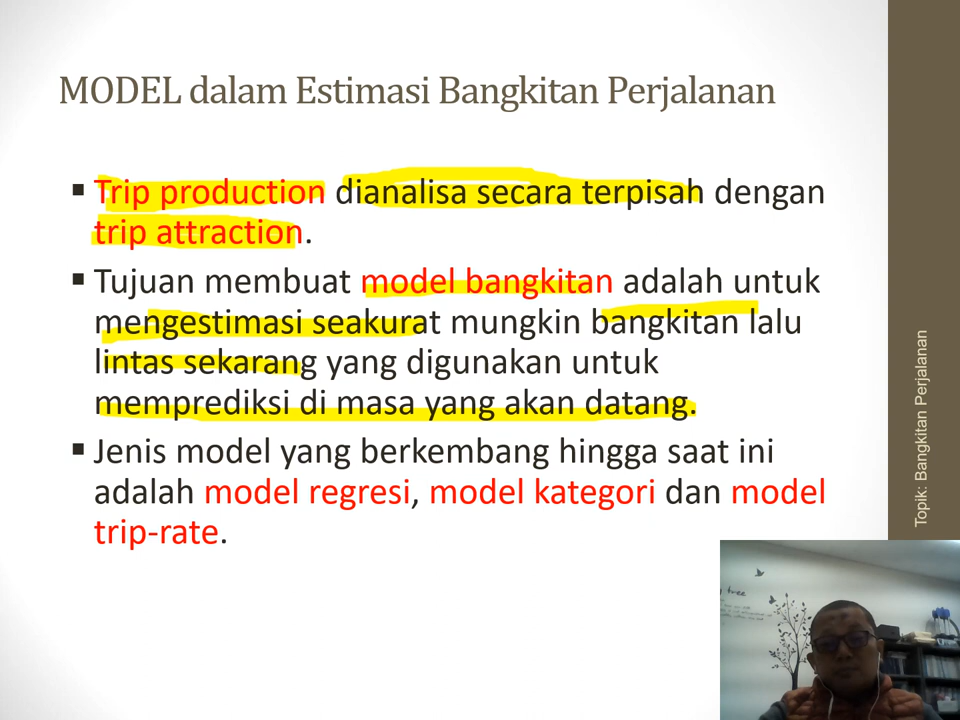 MODEL dalam Estimasi Bangkitan Perjalanan
▪ Trip production dianalisa secara terpisah dengan
trip attraction.
▪ Tujuan membuat model bangkitan adalah untuk
mengestimasi seakurat mungkin bangkitan lalu
lintas sekarang yang digunakan untuk
memprediksi di masa yang akan datang.
▪ Jenis model yang berkembang hingga saat ini
adalah model regresi, model kategori dan model
trip-rate.
Topik: Bangkitan Perjalanan
tree